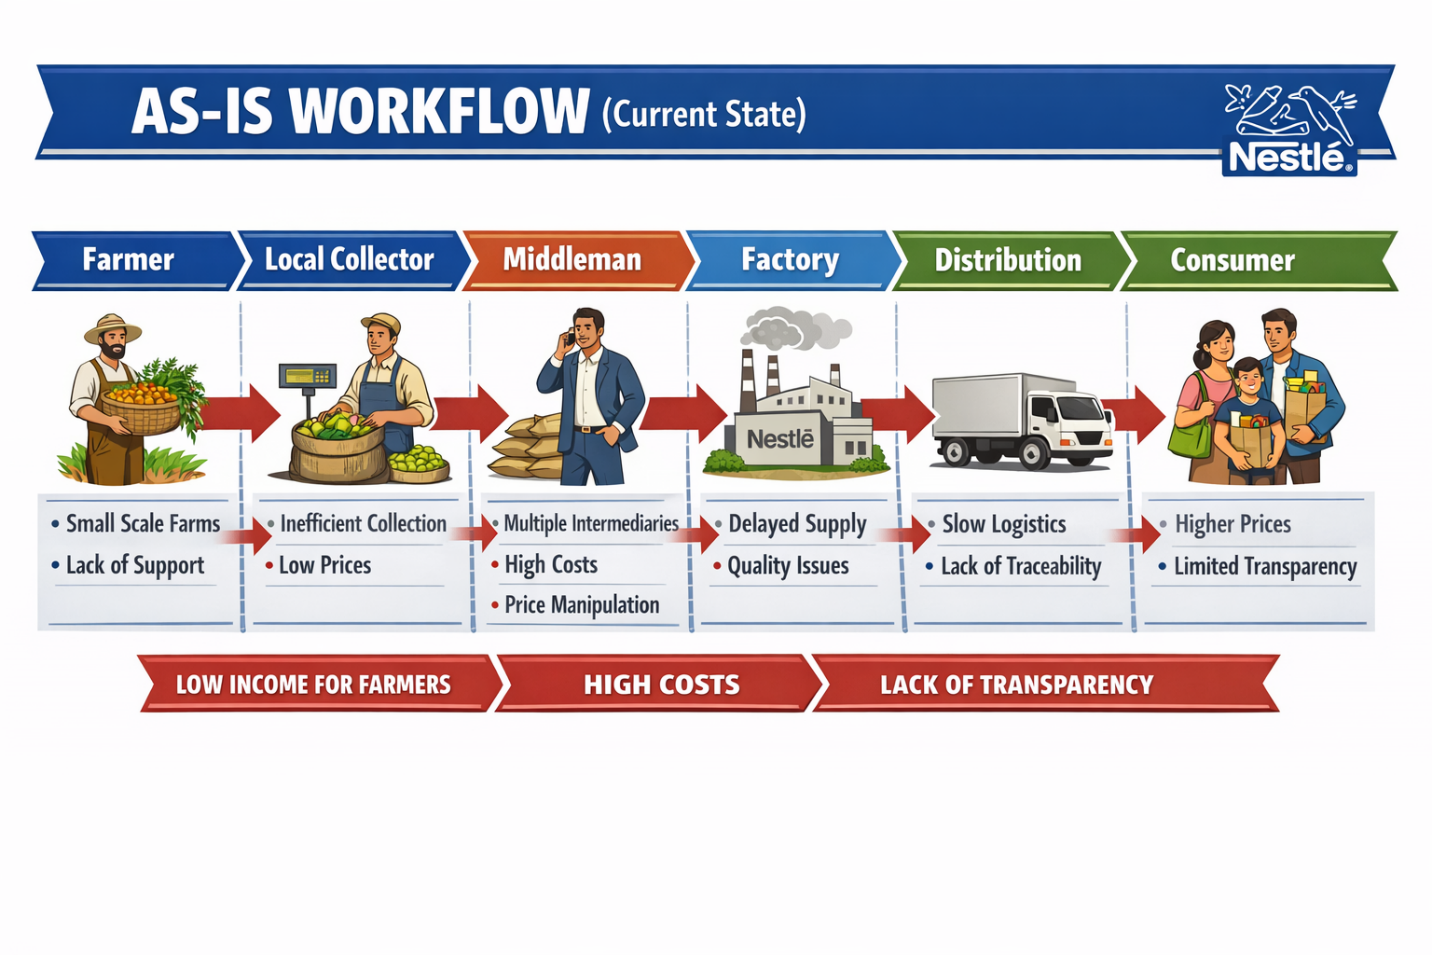 AS-IS WORKFLOW (Current State)
Nestlé
Farmer
Local Collector
Middleman
Factory
Distribution
Consumer
Nestlē
• Small Scale Farms
• Lack of Support
• Inefficient Collection
• Low Prices
• Multiple Intermediaries
• High Costs
• Price Manipulation
• Delayed Supply
• Quality Issues
• Slow Logistics
• Lack of Traceability
• Higher Prices
• Limited Transparency
LOW INCOME FOR FARMERS
HIGH COSTS
LACK OF TRANSPARENCY